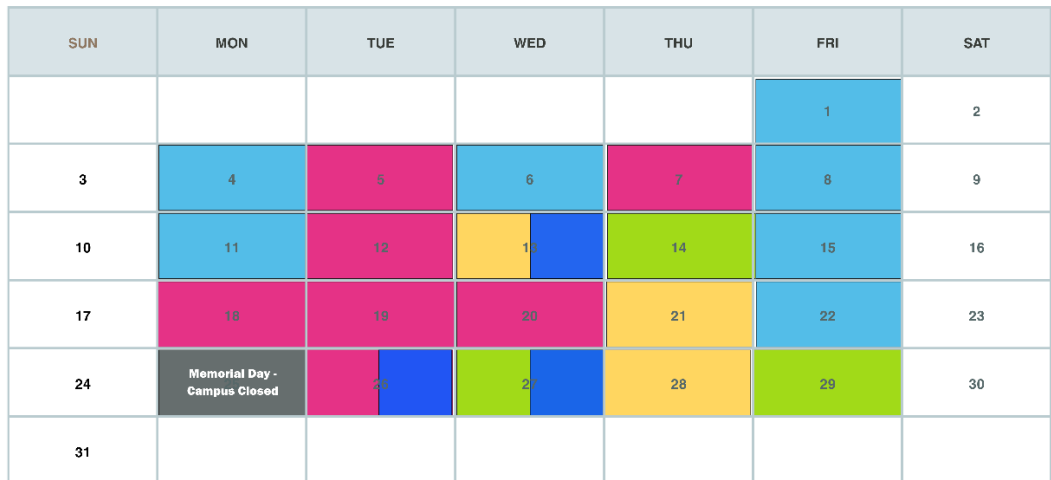 SUN MON TUE WED THU FRI SAT
1 2
3 4 5 6 7 8 9
10 11 12 13 14 15 16
17 18 19 20 21 22 23
24 Memorial Day -
Campus Closed 26 27 28 29 30
31